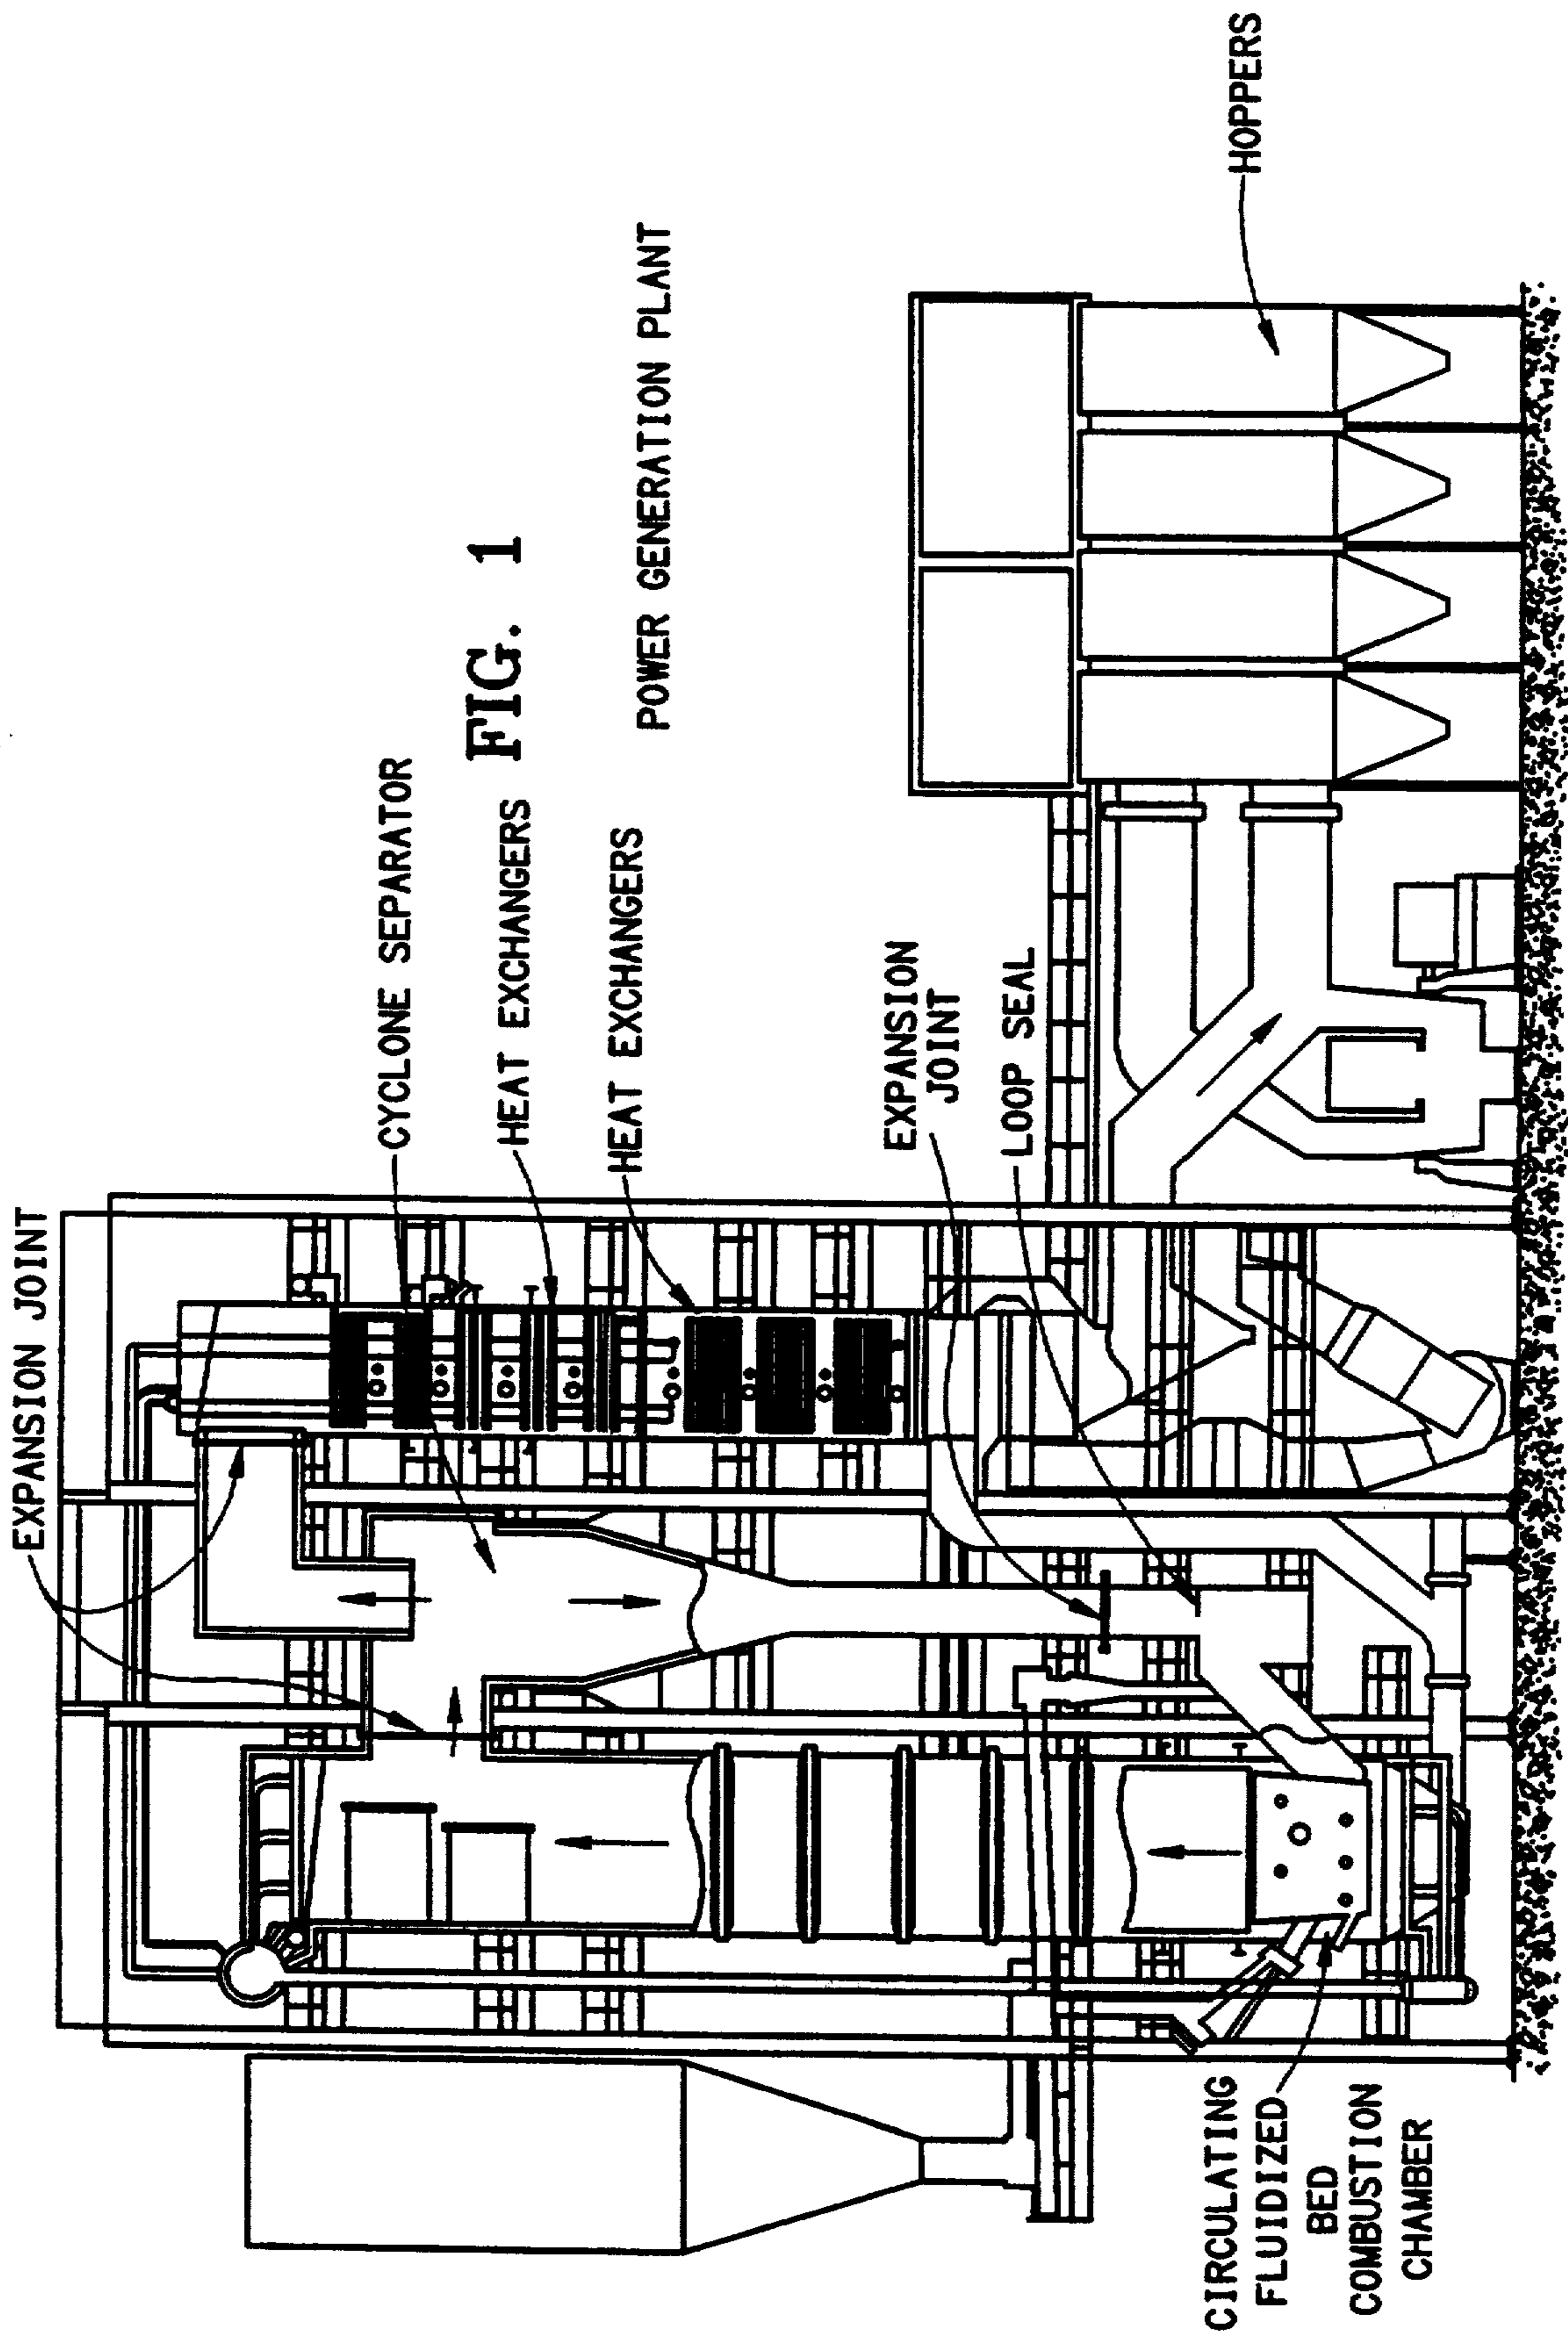 EXPANSION JOINT
CYCLONE SEPARATOR
FIG. 1
HEAT EXCHANGERS
HEAT EXCHANGERS
POWER GENERATION PLANT
EXPANSION
JOINT
LOOP SEAL
HOPPERS
CIRCULATING
FLUIDIZED
BED
COMBUSTION
CHAMBER